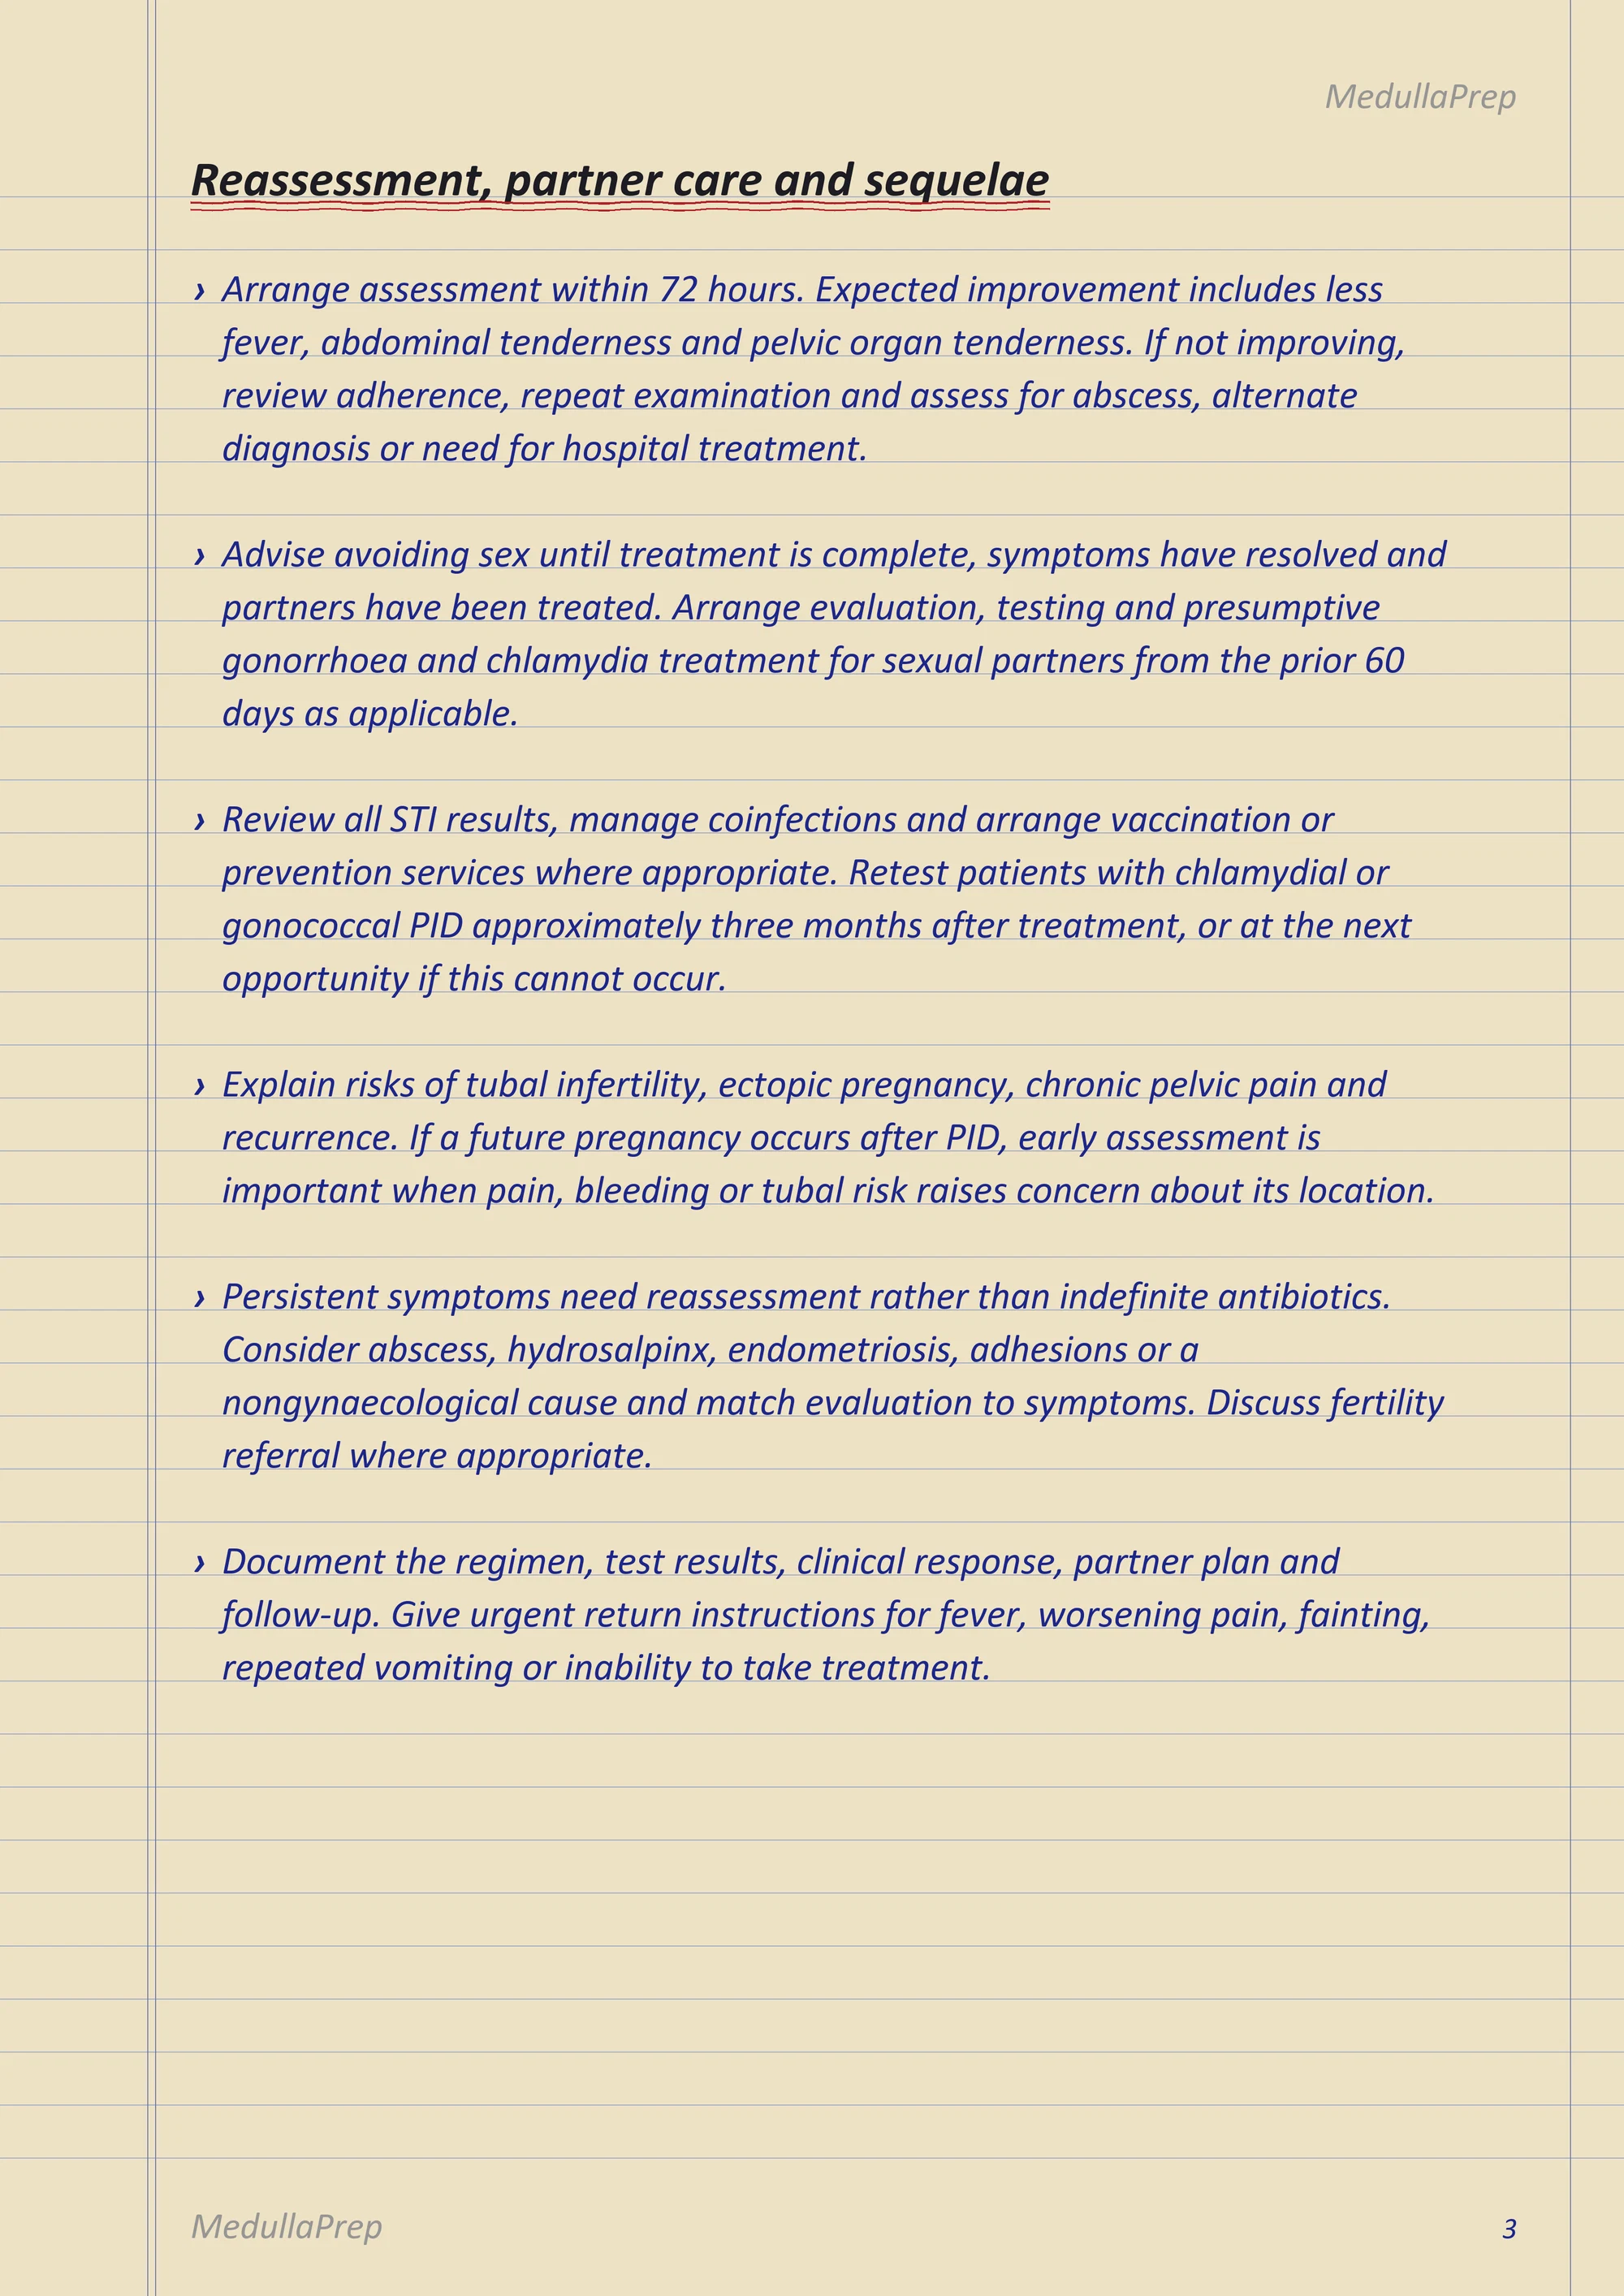 MedullaPrep
Reassessment, partner care and sequelae
› Arrange assessment within 72 hours. Expected improvement includes less
fever, abdominal tenderness and pelvic organ tenderness. If not improving,
review adherence, repeat examination and assess for abscess, alternate
diagnosis or need for hospital treatment.
› Advise avoiding sex until treatment is complete, symptoms have resolved and
partners have been treated. Arrange evaluation, testing and presumptive
gonorrhoea and chlamydia treatment for sexual partners from the prior 60
days as applicable.
› Review all STI results, manage coinfections and arrange vaccination or
prevention services where appropriate. Retest patients with chlamydial or
gonococcal PID approximately three months after treatment, or at the next
opportunity if this cannot occur.
› Explain risks of tubal infertility, ectopic pregnancy, chronic pelvic pain and
recurrence. If a future pregnancy occurs after PID, early assessment is
important when pain, bleeding or tubal risk raises concern about its location.
› Persistent symptoms need reassessment rather than indefinite antibiotics.
Consider abscess, hydrosalpinx, endometriosis, adhesions or a
nongynaecological cause and match evaluation to symptoms. Discuss fertility
referral where appropriate.
› Document the regimen, test results, clinical response, partner plan and
follow-up. Give urgent return instructions for fever, worsening pain, fainting,
repeated vomiting or inability to take treatment.
MedullaPrep
3